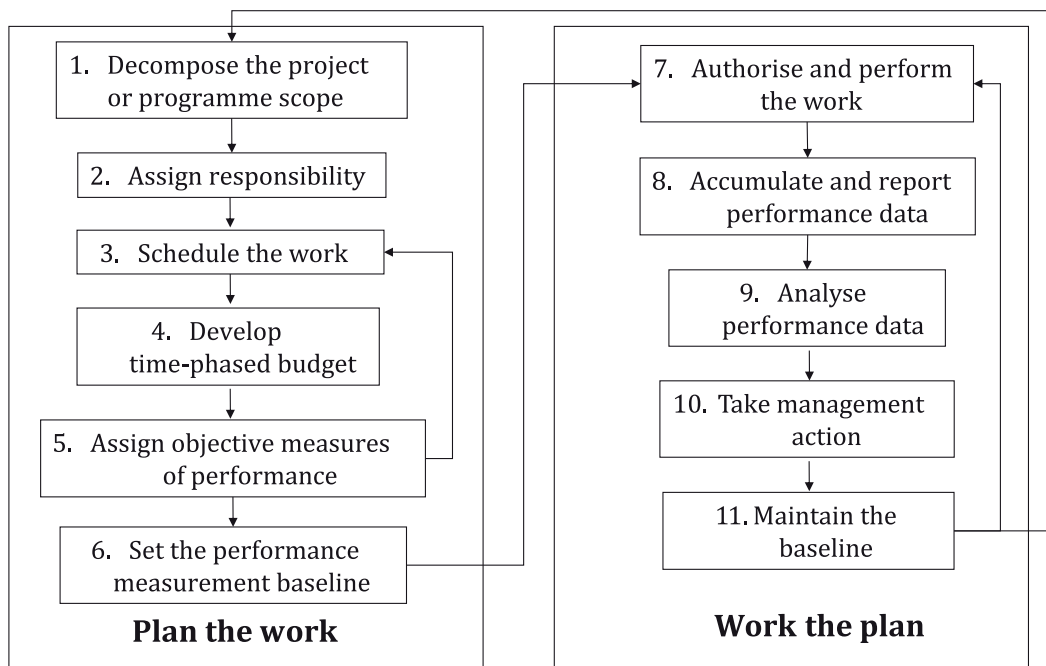 1. Decompose the project
or programme scope
2. Assign responsibility
3. Schedule the work
4. Develop
time-phased budget
5. Assign objective measures
of performance
6. Set the performance
measurement baseline
Plan the work
7. Authorise and perform
the work
8. Accumulate and report
performance data
9. Analyse
performance data
10. Take management
action
11. Maintain the
baseline
Work the plan